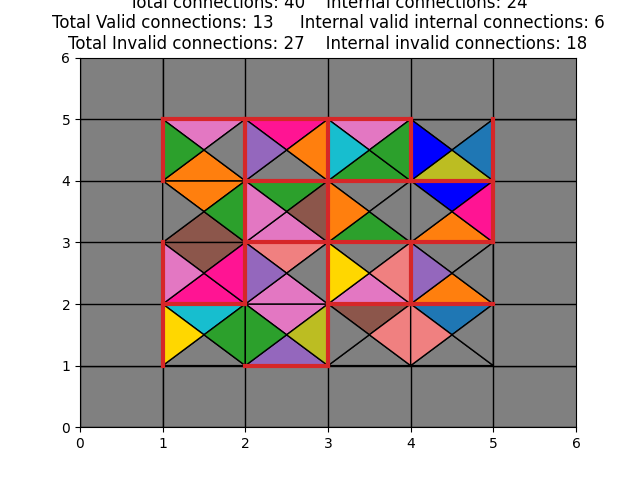 Total connections: 40    Internal connections: 24
Total Valid connections: 13     Internal valid internal connections: 6
Total Invalid connections: 27    Internal invalid connections: 18
6
5
4
3
2
1
0
0 1 2 3 4 5 6